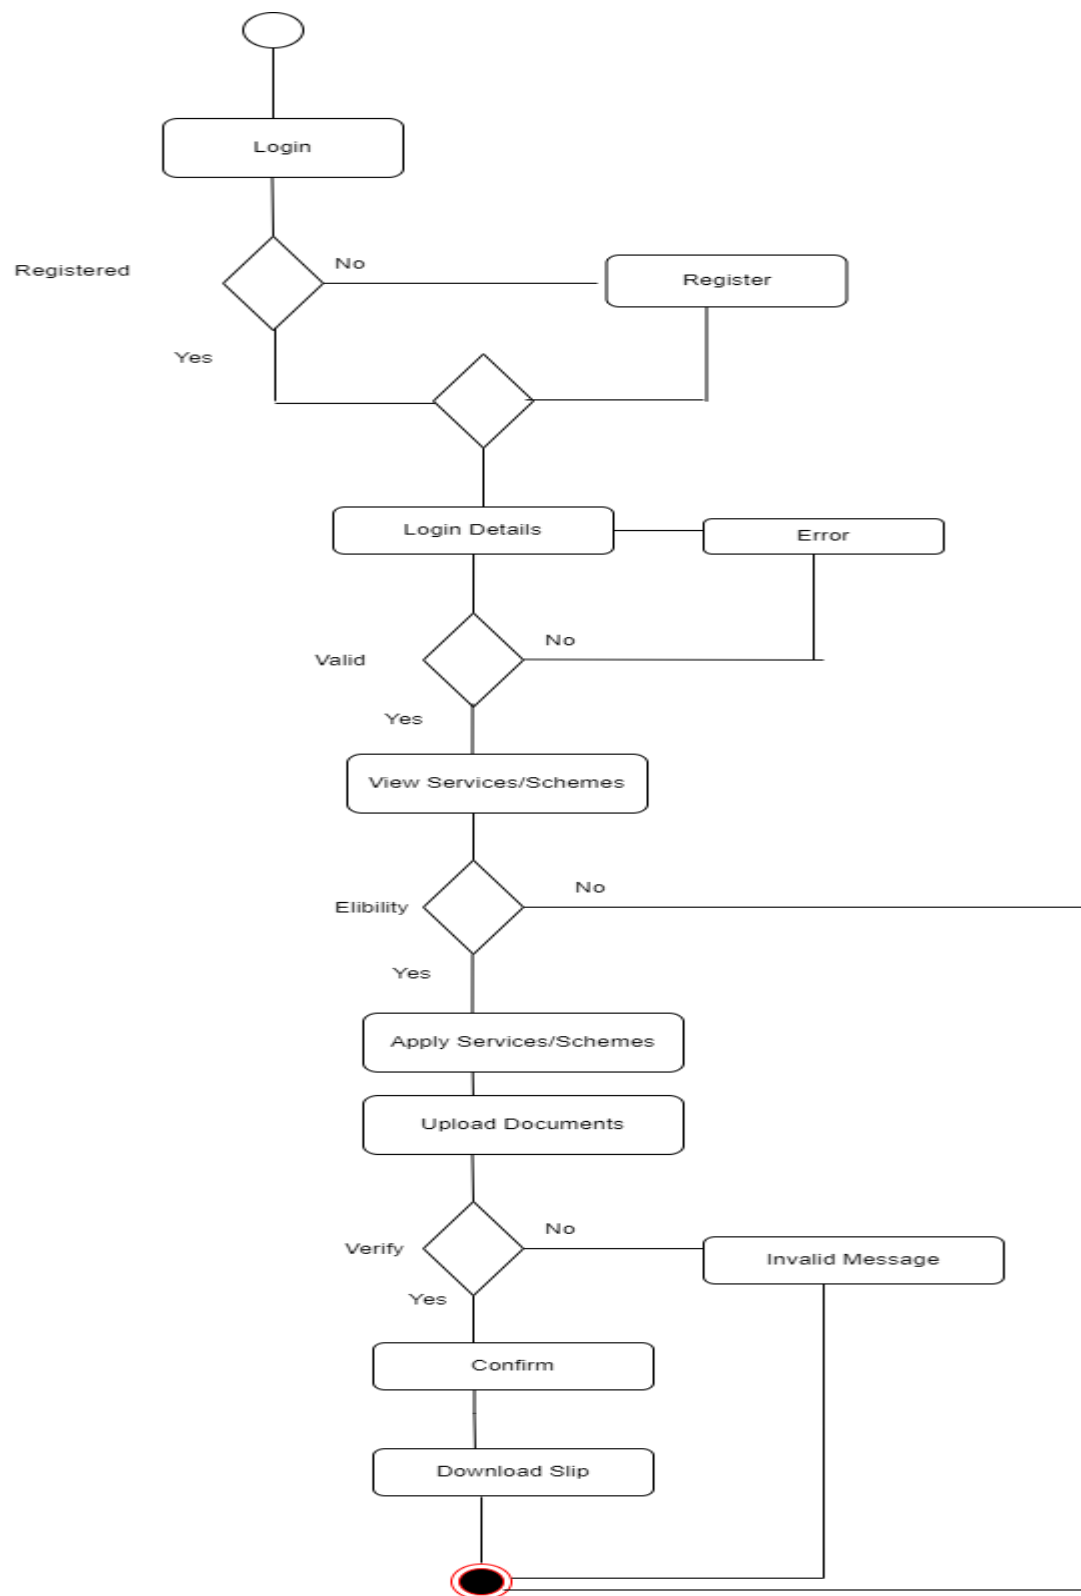 Login
Registered
No
Register
Yes
Login Details
Error
Valid
No
Yes
View Services/Schemes
Elibility
No
Yes
Apply Services/Schemes
Upload Documents
Verify
No
Invalid Message
Yes
Confirm
Download Slip